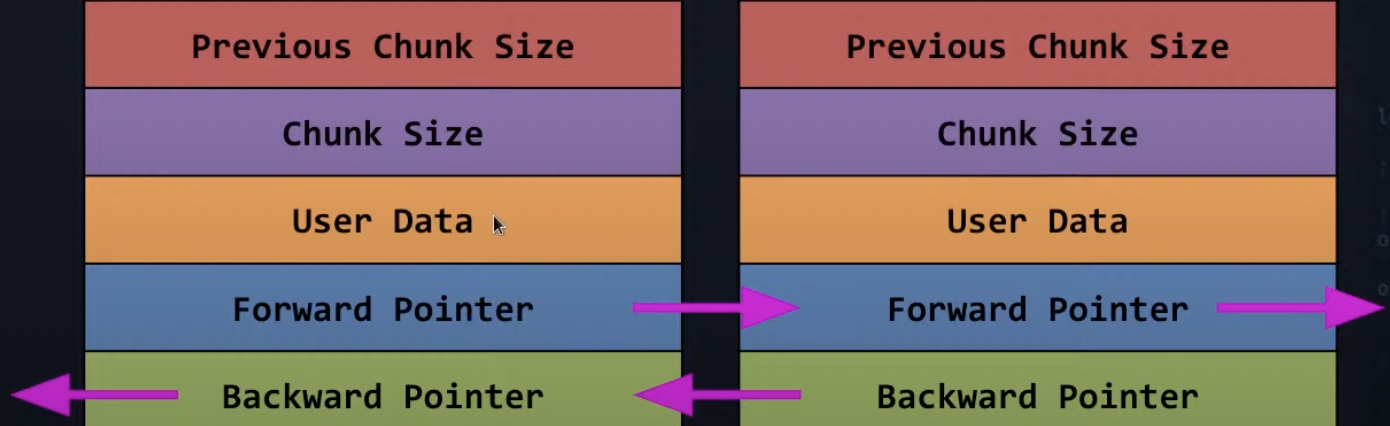 Previous Chunk Size
Chunk Size
User Data
Forward Pointer
Backward Pointer
Previous Chunk Size
Chunk Size
User Data
Forward Pointer
Backward Pointer